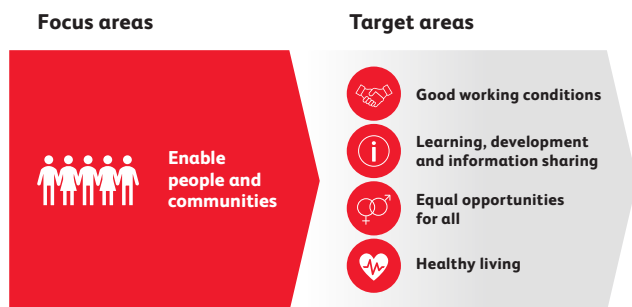 Focus areas
Target areas
Enable
people and
communities
Good working conditions
Learning, development
and information sharing
Equal opportunities
for all
Healthy living